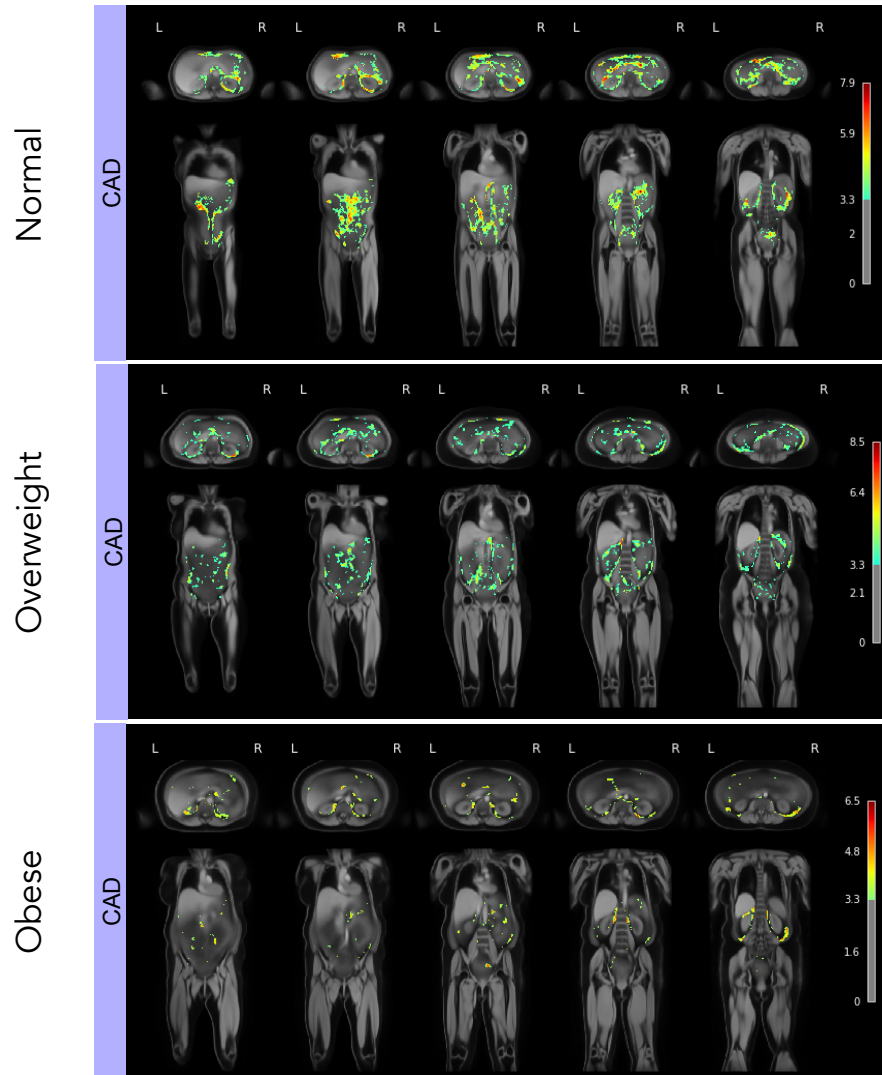 Normal
CAD
L R L R L R L R L R
7.9
5.9
3.3
2
0
Overweight
CAD
L R L R L R L R L R
8.5
6.4
3.3
2.1
0
Obese
CAD
L R L R L R L R L R
6.5
4.8
3.3
1.6
0